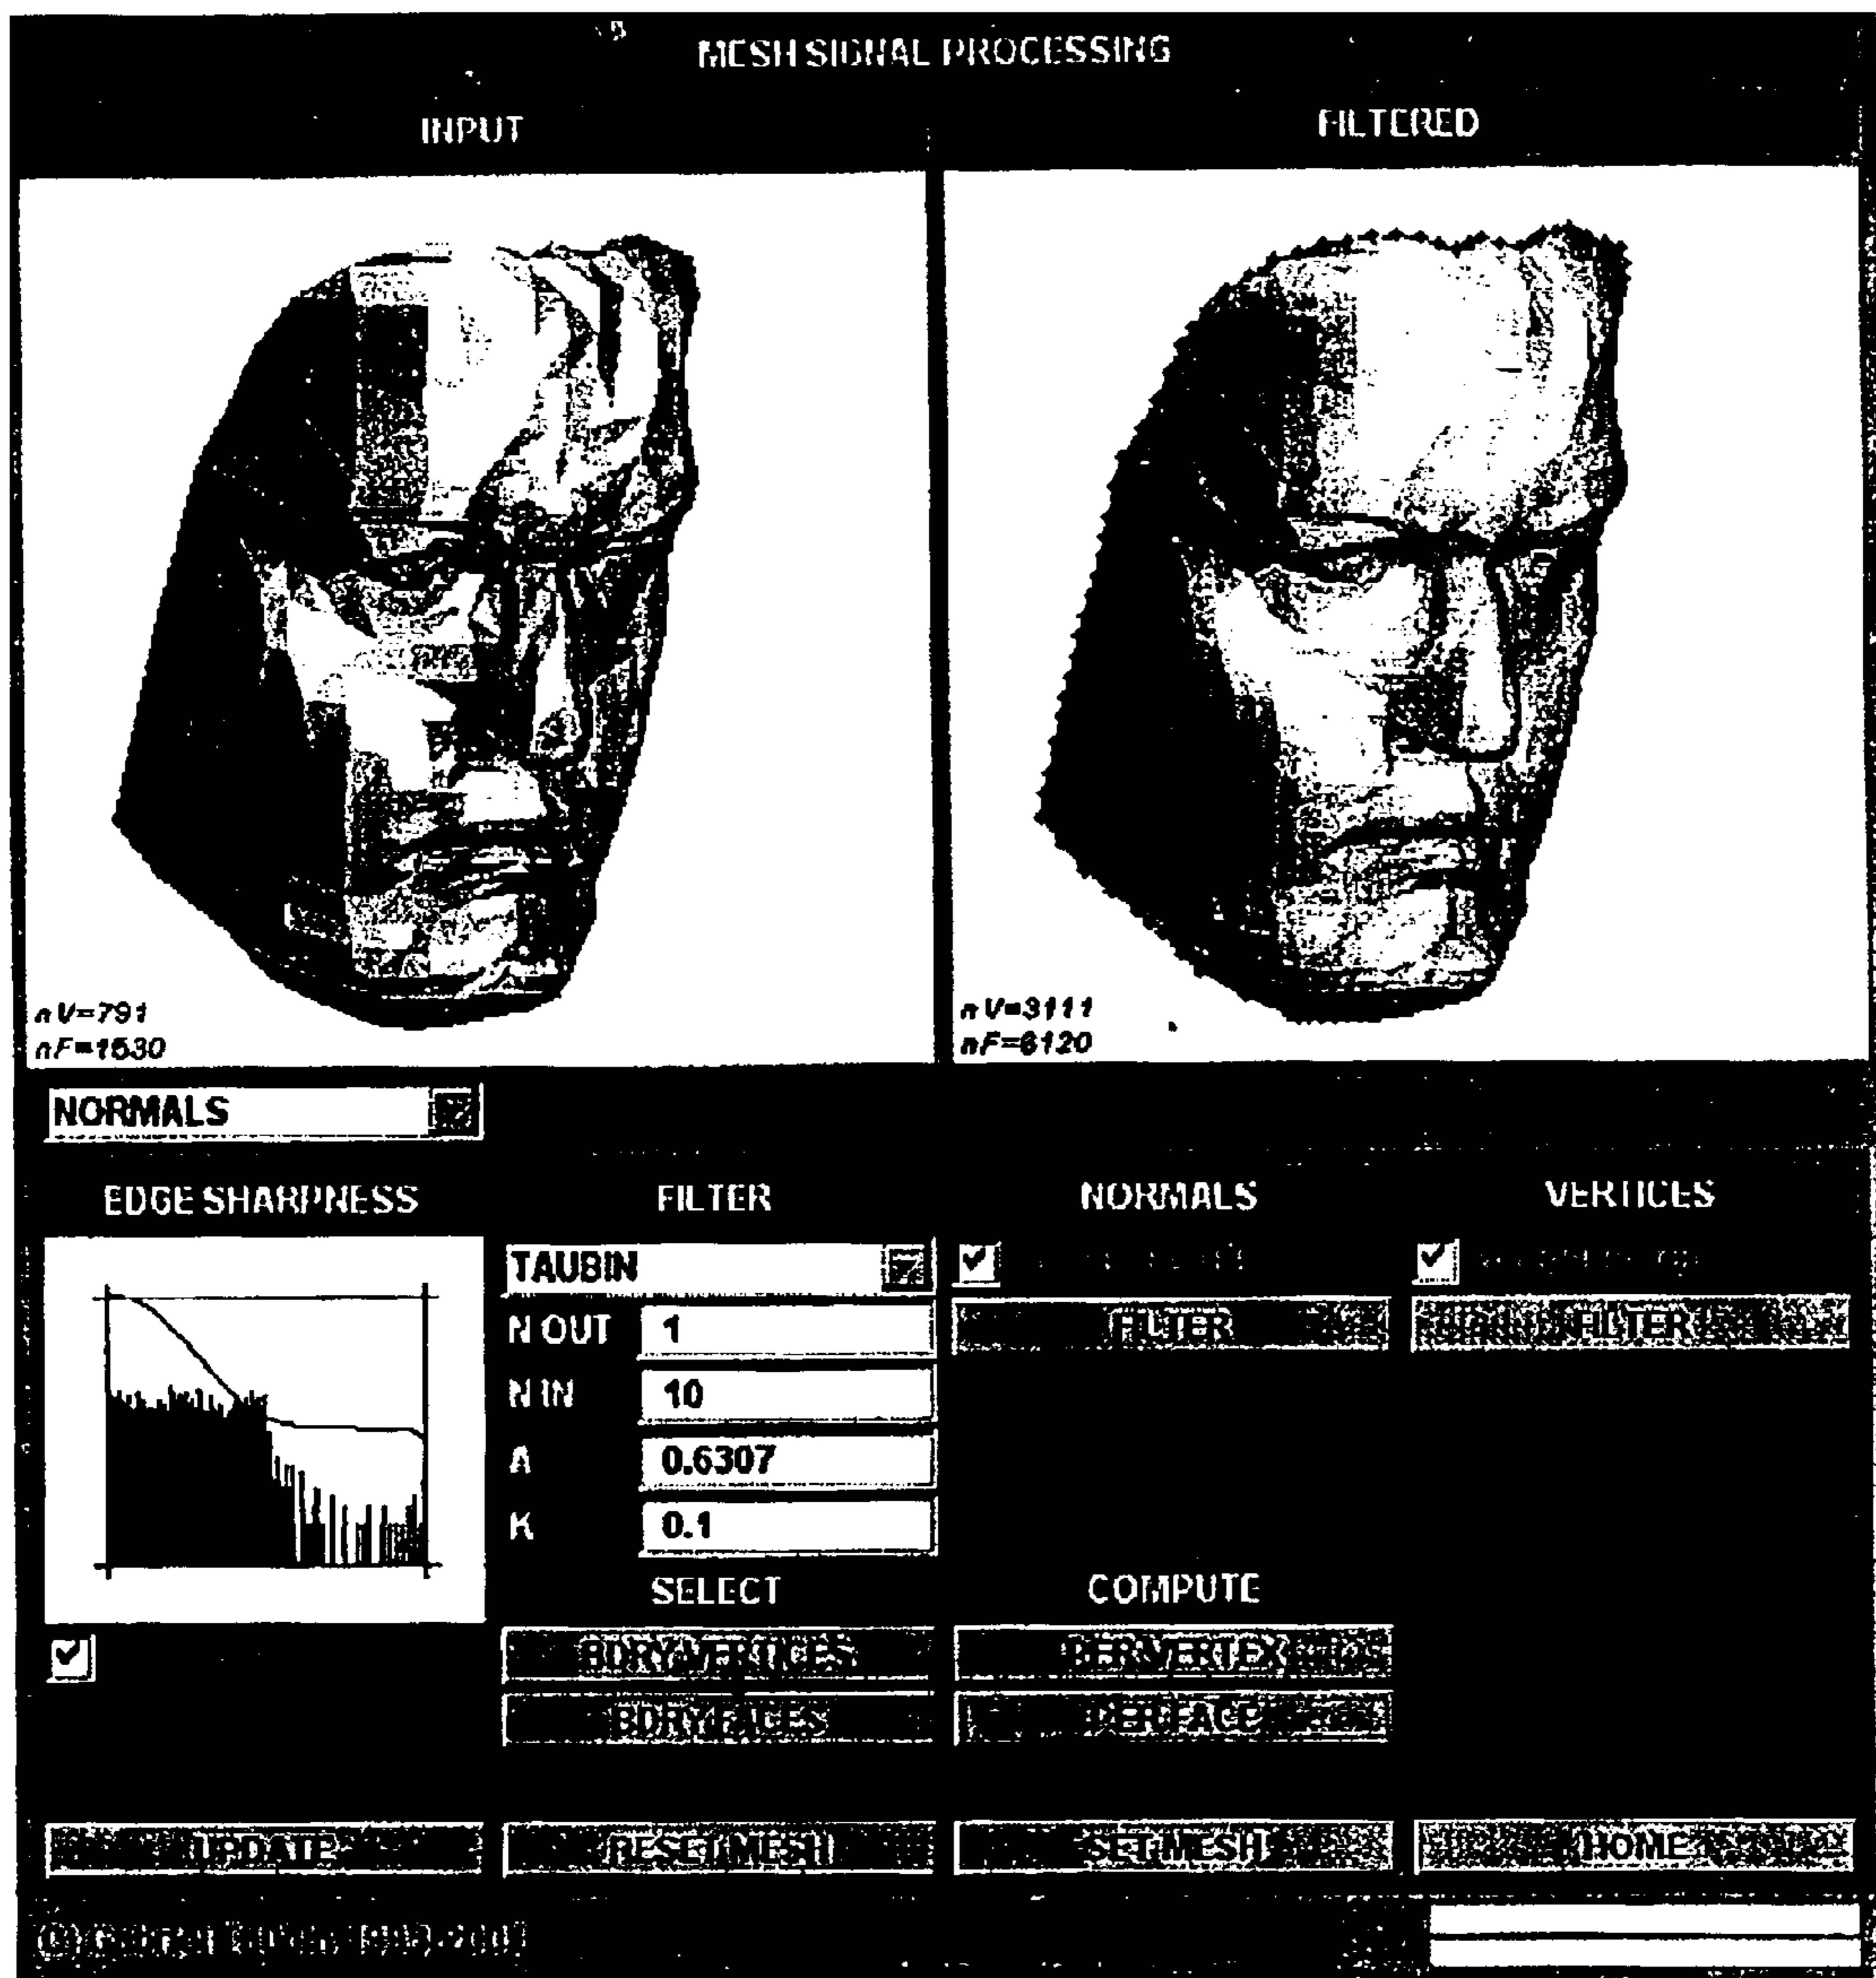 MESH SIGNAL PROCESSING
INPUT
FILTERED
nV=791
nF=1530
nV=3111
nF=6120
NORMALS
EDGE SHARPNESS
FILTER
NORMALS
VERTICES
TAUBIN
N OUT 1
N IN 10
A 0.6307
K 0.1
FILTER
FILTER
SELECT
COMPUTE
BDRY VERTICES
PER VERTEX
BDRY FACES
PER FACE
UPDATE
RESET MESH
SET MESH
HOME
(C) Gabriel Taubin